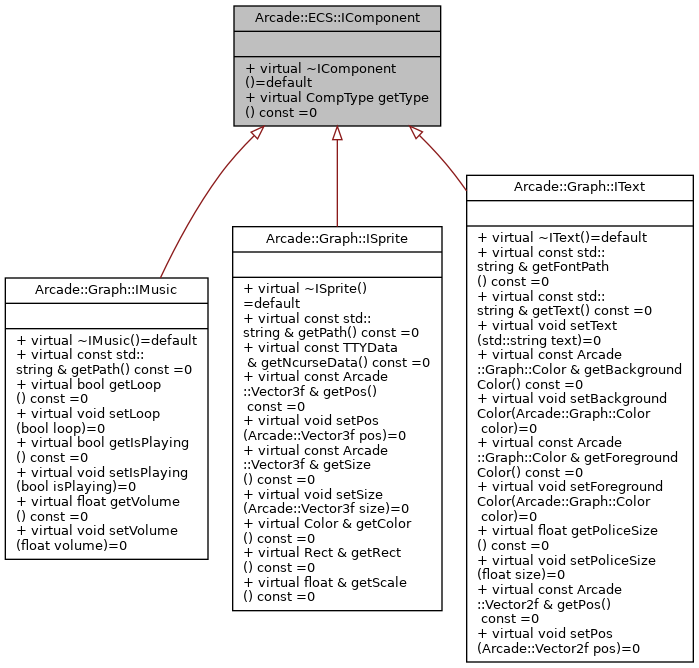 Arcade::ECS::IComponent
+ virtual ~IComponent
()=default
+ virtual CompType getType
() const =0
Arcade::Graph::IMusic
+ virtual ~IMusic()=default
+ virtual const std::
string & getPath() const =0
+ virtual bool getLoop
() const =0
+ virtual void setLoop
(bool loop)=0
+ virtual bool getIsPlaying
() const =0
+ virtual void setIsPlaying
(bool isPlaying)=0
+ virtual float getVolume
() const =0
+ virtual void setVolume
(float volume)=0
Arcade::Graph::ISprite
+ virtual ~ISprite()
=default
+ virtual const std::
string & getPath() const =0
+ virtual const TTYData
& getNcurseData() const =0
+ virtual const Arcade
::Vector3f & getPos()
const =0
+ virtual void setPos
(Arcade::Vector3f pos)=0
+ virtual const Arcade
::Vector3f & getSize
() const =0
+ virtual void setSize
(Arcade::Vector3f size)=0
+ virtual Color & getColor
() const =0
+ virtual Rect & getRect
() const =0
+ virtual float & getScale
() const =0
Arcade::Graph::IText
+ virtual ~IText()=default
+ virtual const std::
string & getFontPath
() const =0
+ virtual const std::
string & getText() const =0
+ virtual void setText
(std::string text)=0
+ virtual const Arcade
::Graph::Color & getBackground
Color() const =0
+ virtual void setBackground
Color(Arcade::Graph::Color
color)=0
+ virtual const Arcade
::Graph::Color & getForeground
Color() const =0
+ virtual void setForeground
Color(Arcade::Graph::Color
color)=0
+ virtual float getPoliceSize
() const =0
+ virtual void setPoliceSize
(float size)=0
+ virtual const Arcade
::Vector2f & getPos()
const =0
+ virtual void setPos
(Arcade::Vector2f pos)=0